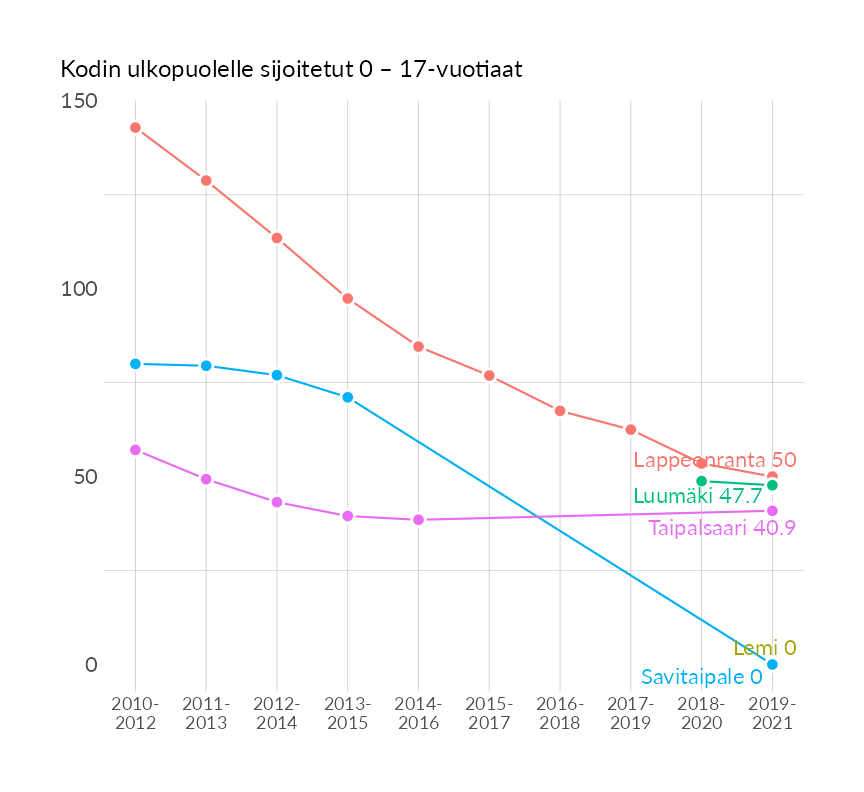 Kodin ulkopuolelle sijoitetut 0 – 17-vuotiaat
150
100
50
0
Lappeenranta 50
Luumäki 47.7
Taipalsaari 40.9
Lemi 0
Savitaipale 0
2010- 2011- 2012- 2013- 2014- 2015- 2016- 2017- 2018- 2019-
2012 2013 2014 2015 2016 2017 2018 2019 2020 2021